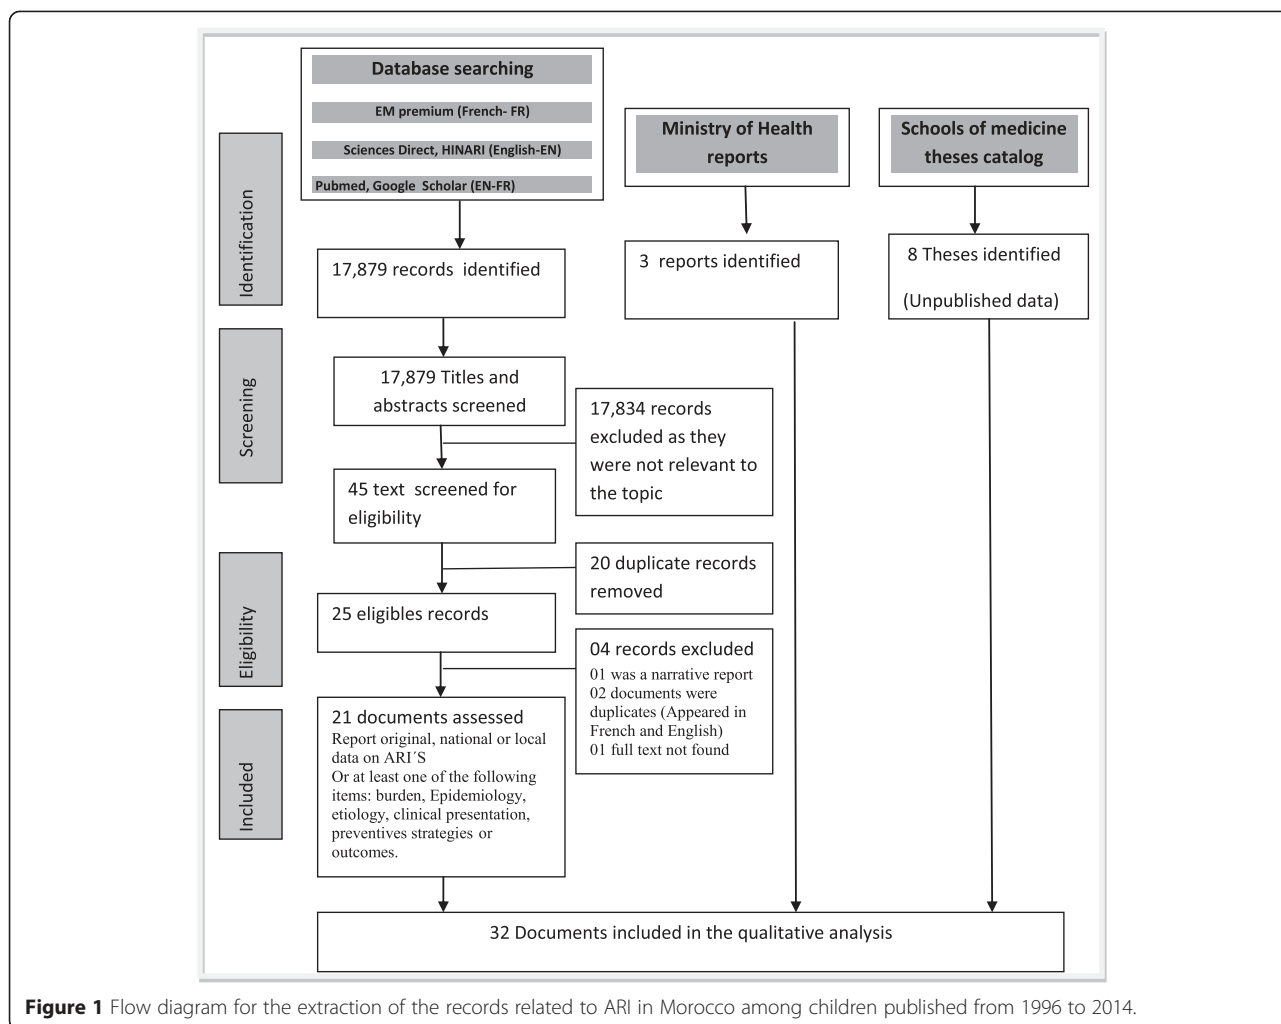 Database searching
EM premium (French- FR)
Sciences Direct, HINARI (English-EN)
Pubmed, Google Scholar (EN-FR)
Ministry of Health
reports
Schools of medicine
theses catalog
Identification
17,879 records identified
3 reports identified
8 Theses identified
(Unpublished data)
Screening
17,879 Titles and
abstracts screened
17,834 records
excluded as they
were not relevant to
the topic
45 text screened for
eligibility
20 duplicate records
removed
Eligibility
25 eligibles records
04 records excluded
01 was a narrative report
02 documents were
duplicates (Appeared in
French and English)
01 full text not found
Included
21 documents assessed
Report original, national or local
data on ARI´S
Or at least one of the following
items: burden, Epidemiology,
etiology, clinical presentation,
preventives strategies or
outcomes.
32 Documents included in the qualitative analysis
Figure 1 Flow diagram for the extraction of the records related to ARI in Morocco among children published from 1996 to 2014.